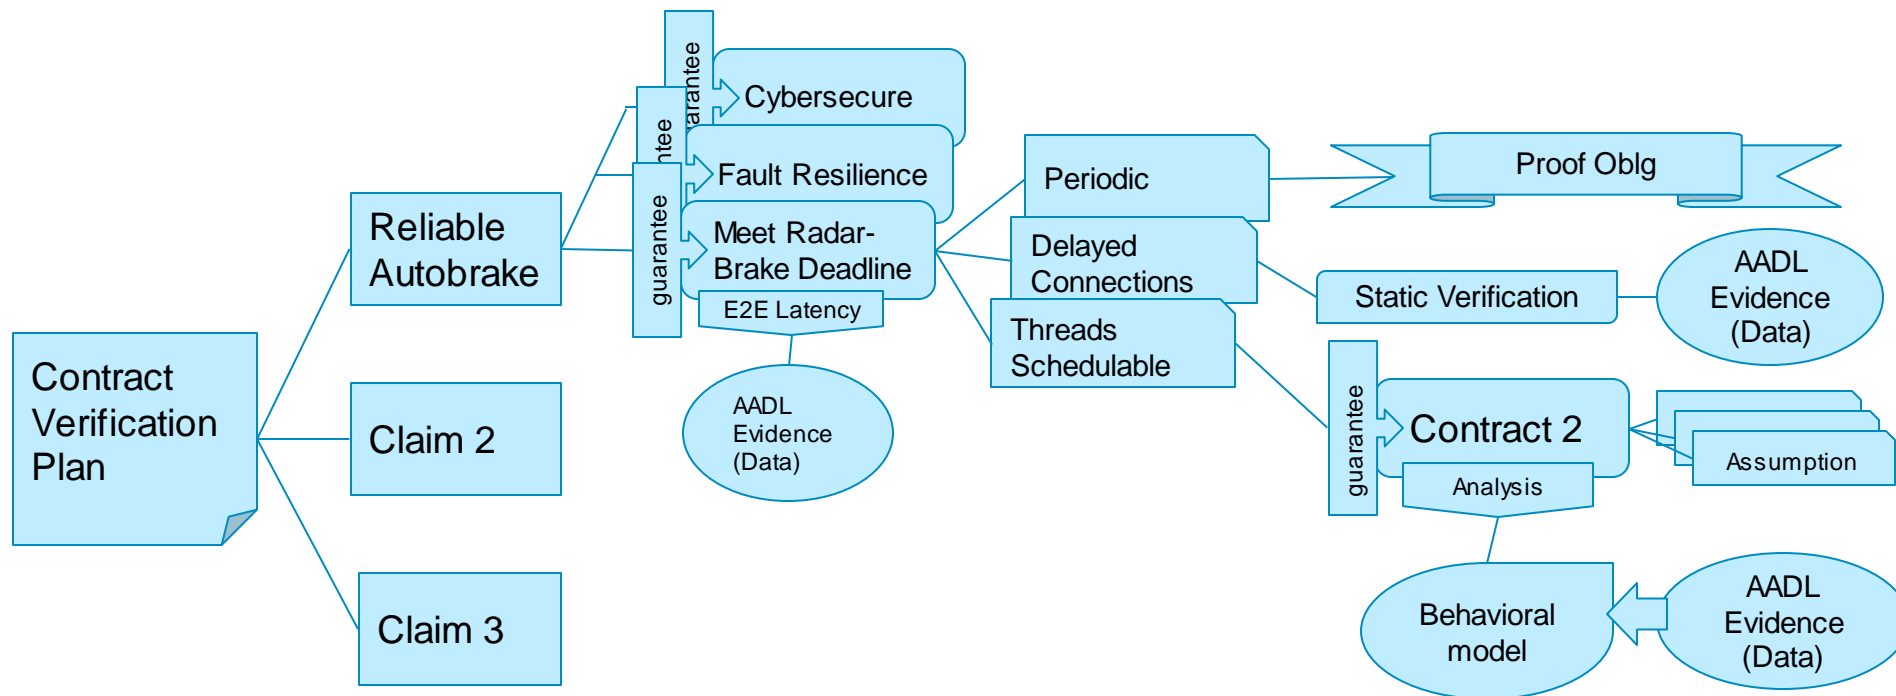 guarantee
Cybersecure
Fault Resilience
guarantee
Meet Radar-
Brake Deadline
E2E Latency
AADL
Evidence
(Data)
Reliable
Autobrake
Contract
Verification
Plan
Claim 2
Claim 3
Periodic
Delayed
Connections
Threads
Schedulable
Proof Oblg
Static Verification
AADL
Evidence
(Data)
guarantee
Contract 2
Analysis
Assumption
Behavioral
model
AADL
Evidence
(Data)